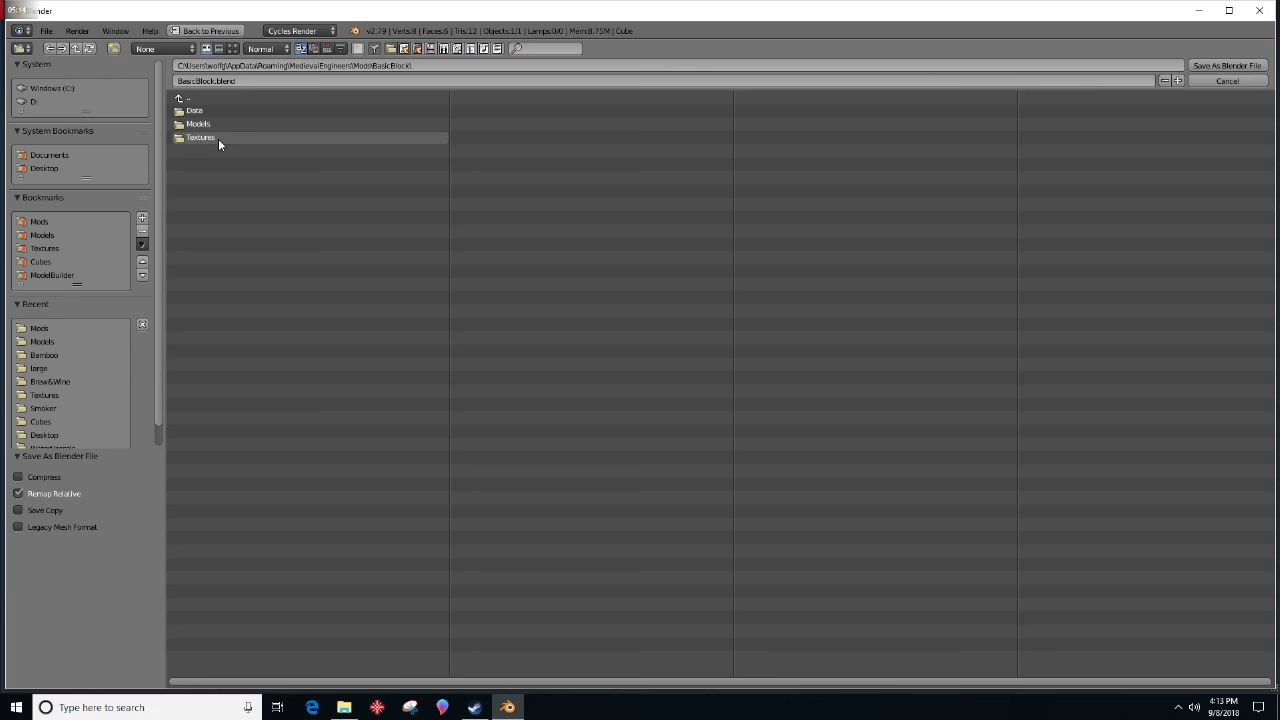 05:14
Blender
File Render Window Help Back to Previous Cycles Render v2.79 | Verts:8 | Faces:6 | Tris:12 | Objects:1/1 | Lamps:0/0 | Mem:8.75M | Cube
None Normal
System
Windows (C:)
D:
System Bookmarks
Documents
Desktop
Bookmarks
Mods
Models
Textures
Cubes
ModelBuilder
Recent
Mods
Models
Bamboo
large
Brew&Wine
Textures
Smoker
Cubes
Desktop
Save As Blender File
Compress
Remap Relative
Save Copy
Legacy Mesh Format
C:\Users\wolfg\AppData\Roaming\MedievalEngineers\Mods\BasicBlock\
Save As Blender File
BasicBlock.blend
Cancel
..
Data
Models
Textures
Type here to search
4:13 PM
9/8/2018